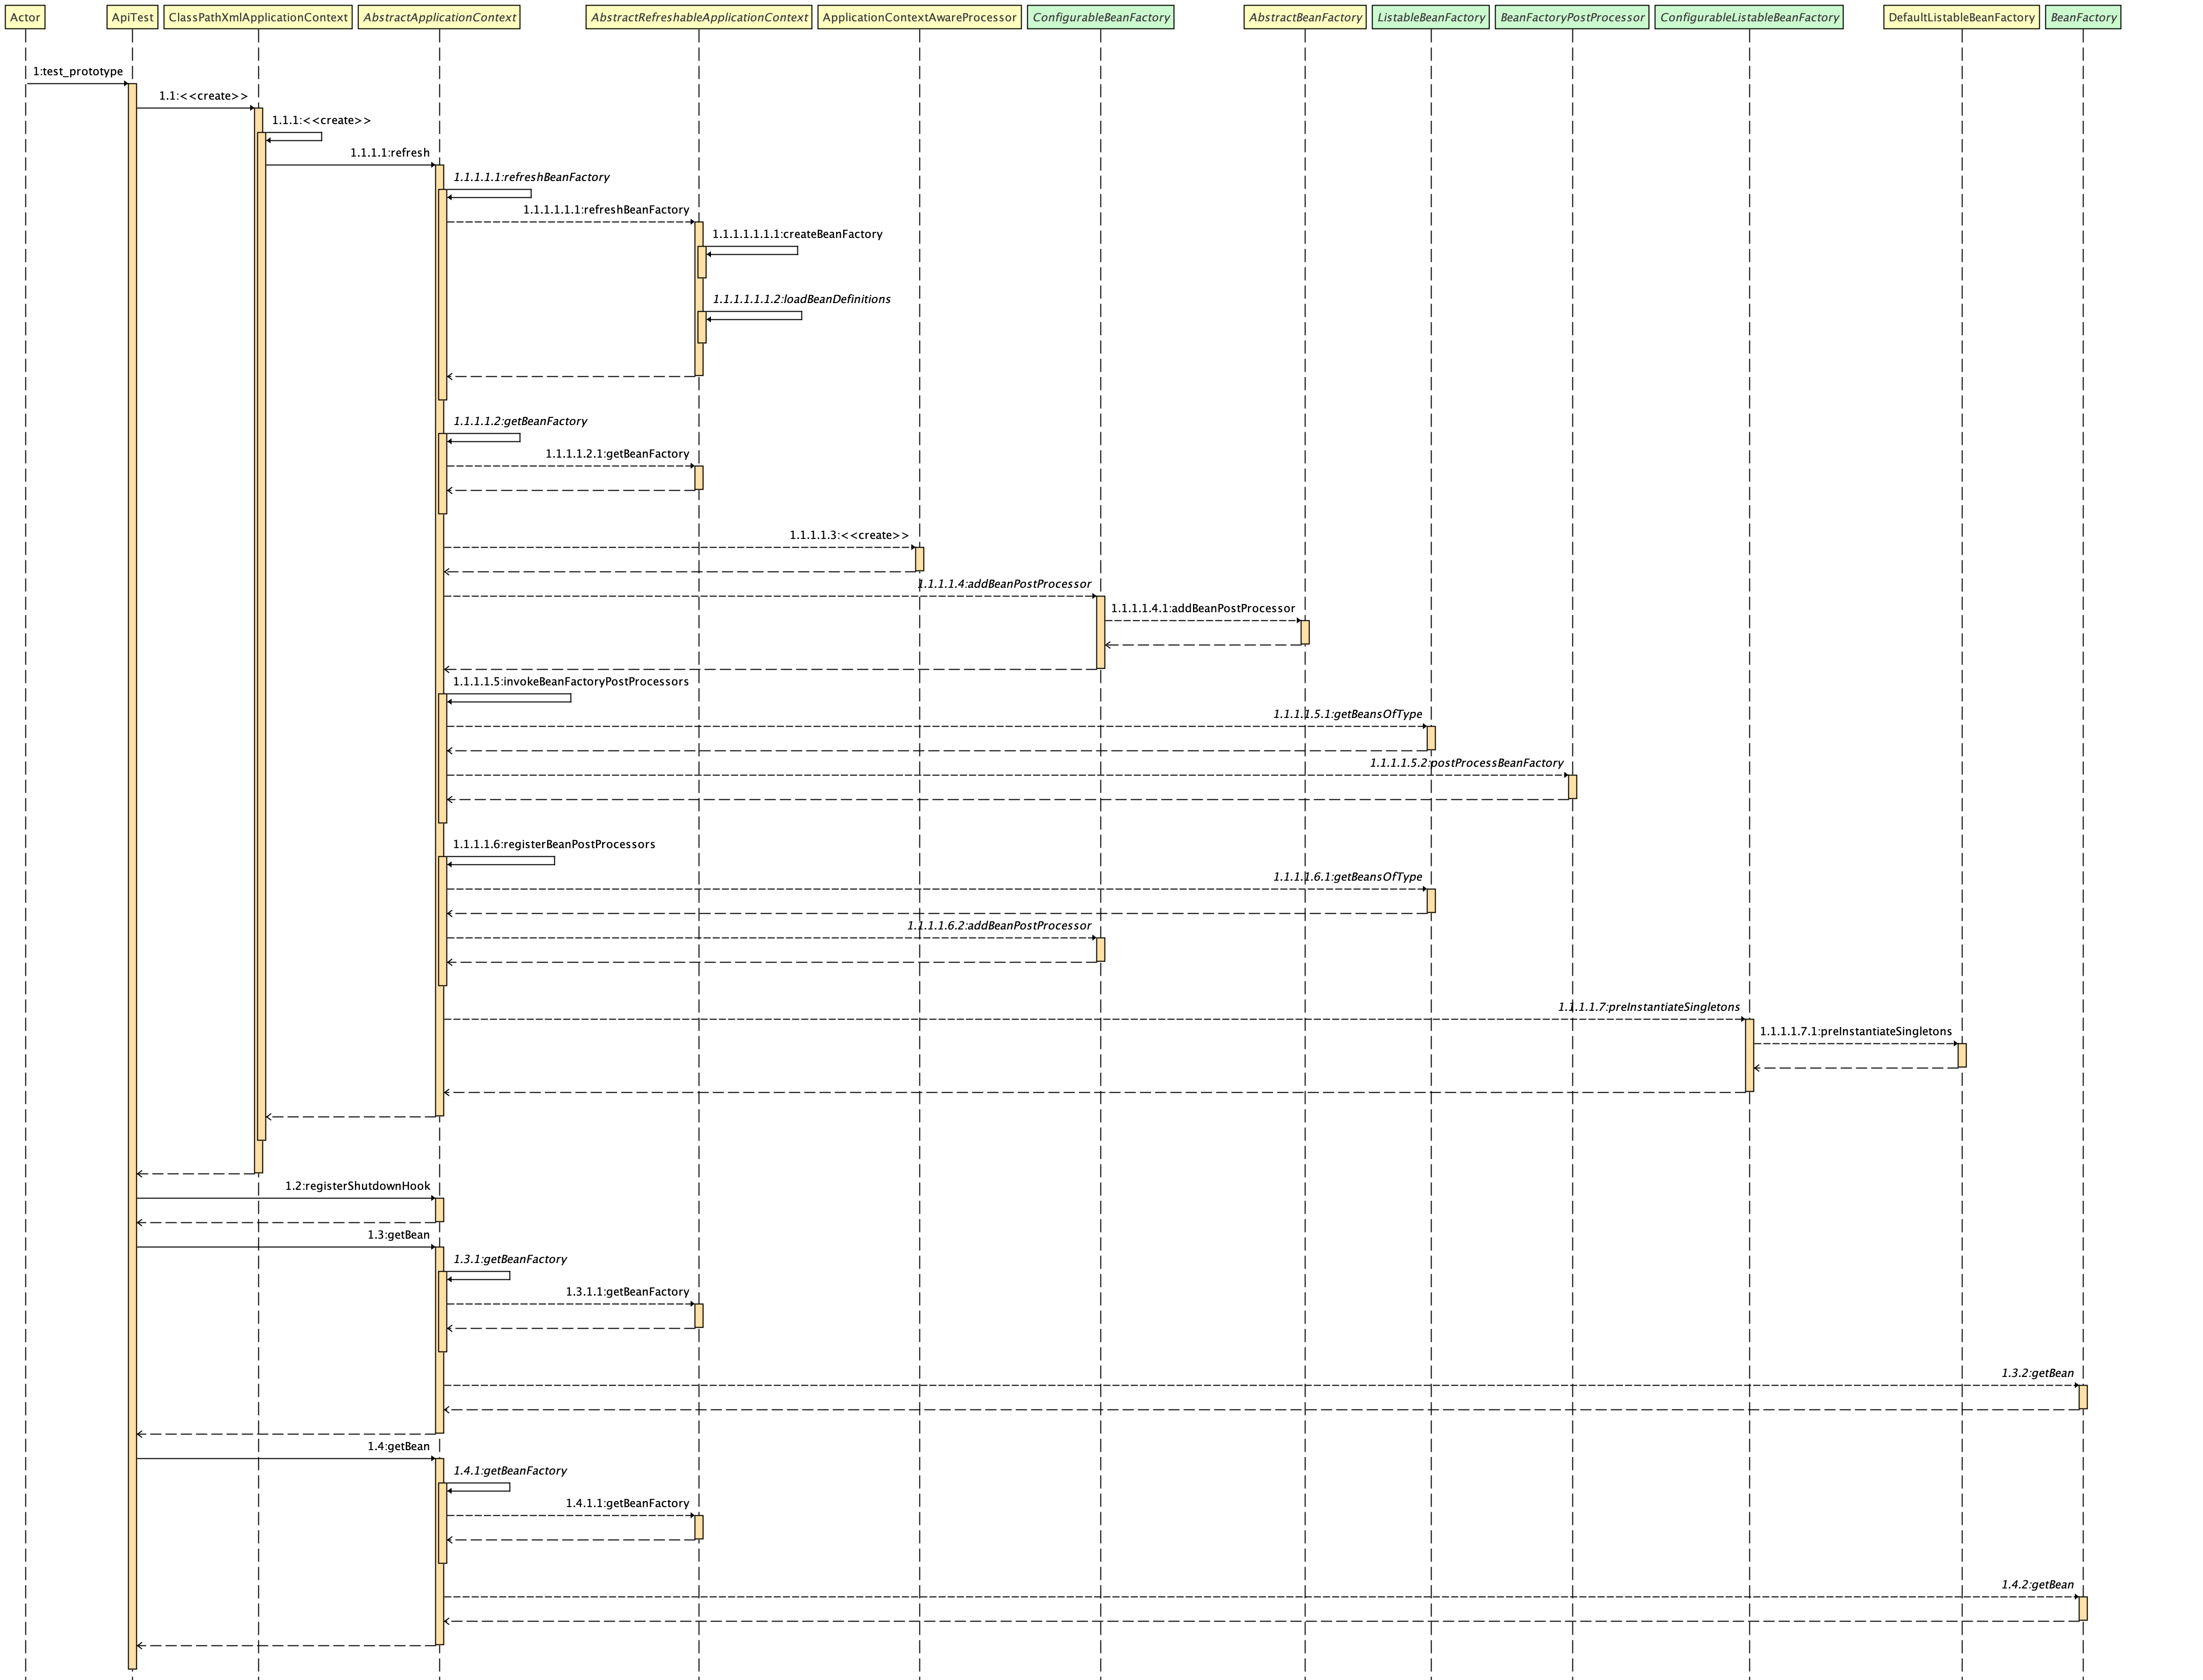 Actor
ApiTest
ClassPathXmlApplicationContext
AbstractApplicationContext
AbstractRefreshableApplicationContext
ApplicationContextAwareProcessor
ConfigurableBeanFactory
AbstractBeanFactory
ListableBeanFactory
BeanFactoryPostProcessor
ConfigurableListableBeanFactory
DefaultListableBeanFactory
BeanFactory
1:test_prototype
1.1:<<create>>
1.1.1:<<create>>
1.1.1.1:refresh
1.1.1.1.1:refreshBeanFactory
1.1.1.1.1.1:refreshBeanFactory
1.1.1.1.1.1.1:createBeanFactory
1.1.1.1.1.1.2:loadBeanDefinitions
1.1.1.1.2:getBeanFactory
1.1.1.1.2.1:getBeanFactory
1.1.1.1.3:<<create>>
1.1.1.1.4:addBeanPostProcessor
1.1.1.1.4.1:addBeanPostProcessor
1.1.1.1.5:invokeBeanFactoryPostProcessors
1.1.1.1.5.1:getBeansOfType
1.1.1.1.5.2:postProcessBeanFactory
1.1.1.1.6:registerBeanPostProcessors
1.1.1.1.6.1:getBeansOfType
1.1.1.1.6.2:addBeanPostProcessor
1.1.1.1.7:preInstantiateSingletons
1.1.1.1.7.1:preInstantiateSingletons
1.2:registerShutdownHook
1.3:getBean
1.3.1:getBeanFactory
1.3.1.1:getBeanFactory
1.3.2:getBean
1.4:getBean
1.4.1:getBeanFactory
1.4.1.1:getBeanFactory
1.4.2:getBean